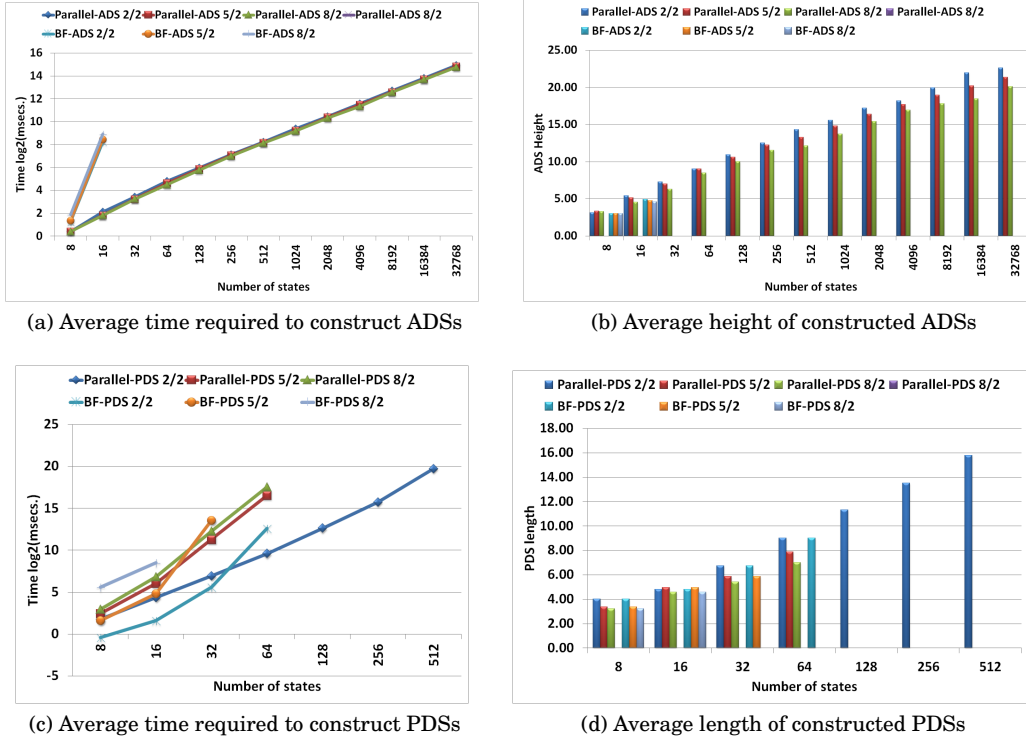 Parallel-ADS 2/2 Parallel-ADS 5/2 Parallel-ADS 8/2 Parallel-ADS 8/2
BF-ADS 2/2 BF-ADS 5/2 BF-ADS 8/2
Time log2(msecs.)
16
14
12
10
8
6
4
2
0
8 16 32 64 128 256 512 1024 2048 4096 8192 16384 32768
Number of states
(a) Average time required to construct ADSs
Parallel-ADS 2/2 Parallel-ADS 5/2 Parallel-ADS 8/2 Parallel-ADS 8/2
BF-ADS 2/2 BF-ADS 5/2 BF-ADS 8/2
ADS Height
25.00
20.00
15.00
10.00
5.00
0.00
8 16 32 64 128 256 512 1024 2048 4096 8192 16384 32768
Number of states
(b) Average height of constructed ADSs
Parallel-PDS 2/2 Parallel-PDS 5/2 Parallel-PDS 8/2
BF-PDS 2/2 BF-PDS 5/2 BF-PDS 8/2
Time log2(msecs.)
25
20
15
10
5
0
-5
8 16 32 64 128 256 512
Number of states
(c) Average time required to construct PDSs
Parallel-PDS 2/2 Parallel-PDS 5/2 Parallel-PDS 8/2 Parallel-PDS 8/2
BF-PDS 2/2 BF-PDS 5/2 BF-PDS 8/2
PDS length
18.00
16.00
14.00
12.00
10.00
8.00
6.00
4.00
2.00
0.00
8 16 32 64 128 256 512
Number of states
(d) Average length of constructed PDSs